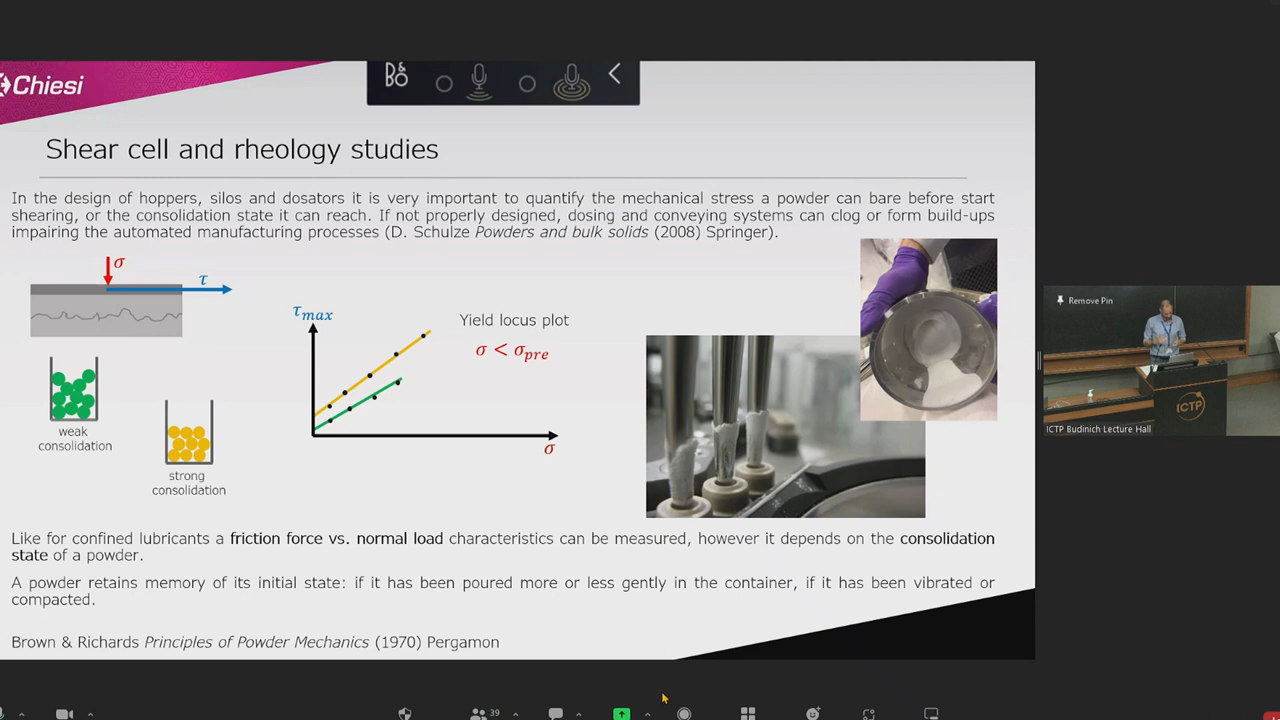 Chiesi
B&O
Shear cell and rheology studies
In the design of hoppers, silos and dosators it is very important to quantify the mechanical stress a powder can bare before start
shearing, or the consolidation state it can reach. If not properly designed, dosing and conveying systems can clog or form build-ups
impairing the automated manufacturing processes (D. Schulze Powders and bulk solids (2008) Springer).
σ
τ
τmax
Yield locus plot
σ < σpre
σ
weak
consolidation
strong
consolidation
Like for confined lubricants a friction force vs. normal load characteristics can be measured, however it depends on the consolidation
state of a powder.
A powder retains memory of its initial state: if it has been poured more or less gently in the container, if it has been vibrated or
compacted.
Brown & Richards Principles of Powder Mechanics (1970) Pergamon
Remove Pin
ICTP
ICTP Budinich Lecture Hall
39